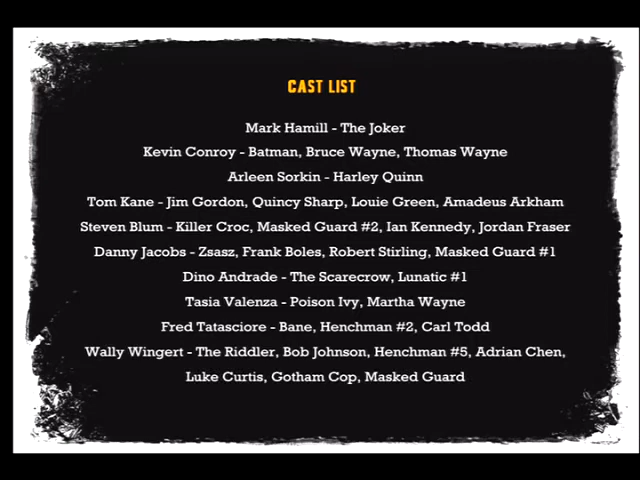 CAST LIST
Mark Hamill - The Joker
Kevin Conroy - Batman, Bruce Wayne, Thomas Wayne
Arleen Sorkin - Harley Quinn
Tom Kane - Jim Gordon, Quincy Sharp, Louie Green, Amadeus Arkham
Steven Blum - Killer Croc, Masked Guard #2, Ian Kennedy, Jordan Fraser
Danny Jacobs - Zsasz, Frank Boles, Robert Stirling, Masked Guard #1
Dino Andrade - The Scarecrow, Lunatic #1
Tasia Valenza - Poison Ivy, Martha Wayne
Fred Tatasciore - Bane, Henchman #2, Carl Todd
Wally Wingert - The Riddler, Bob Johnson, Henchman #5, Adrian Chen,
Luke Curtis, Gotham Cop, Masked Guard